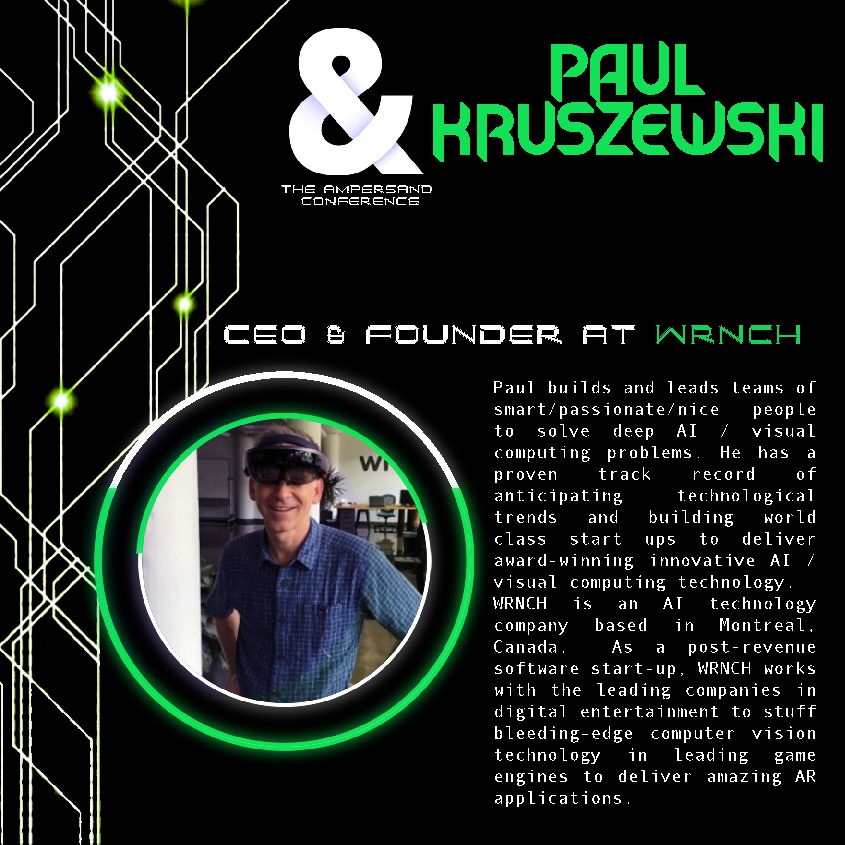 &
PAUL
KRUSZEWSKI
THE AMPERSAND
CONFERENCE
CEO & FOUNDER AT WRNCH
Paul builds and leads teams of
smart/passionate/nice people
to solve deep AI / visual
computing problems. He has a
proven track record of
anticipating technological
trends and building world
class start ups to deliver
award-winning innovative AI /
visual computing technology.
WRNCH is an AI technology
company based in Montreal,
Canada. As a post-revenue
software start-up, WRNCH works
with the leading companies in
digital entertainment to stuff
bleeding-edge computer vision
technology in leading game
engines to deliver amazing AR
applications.